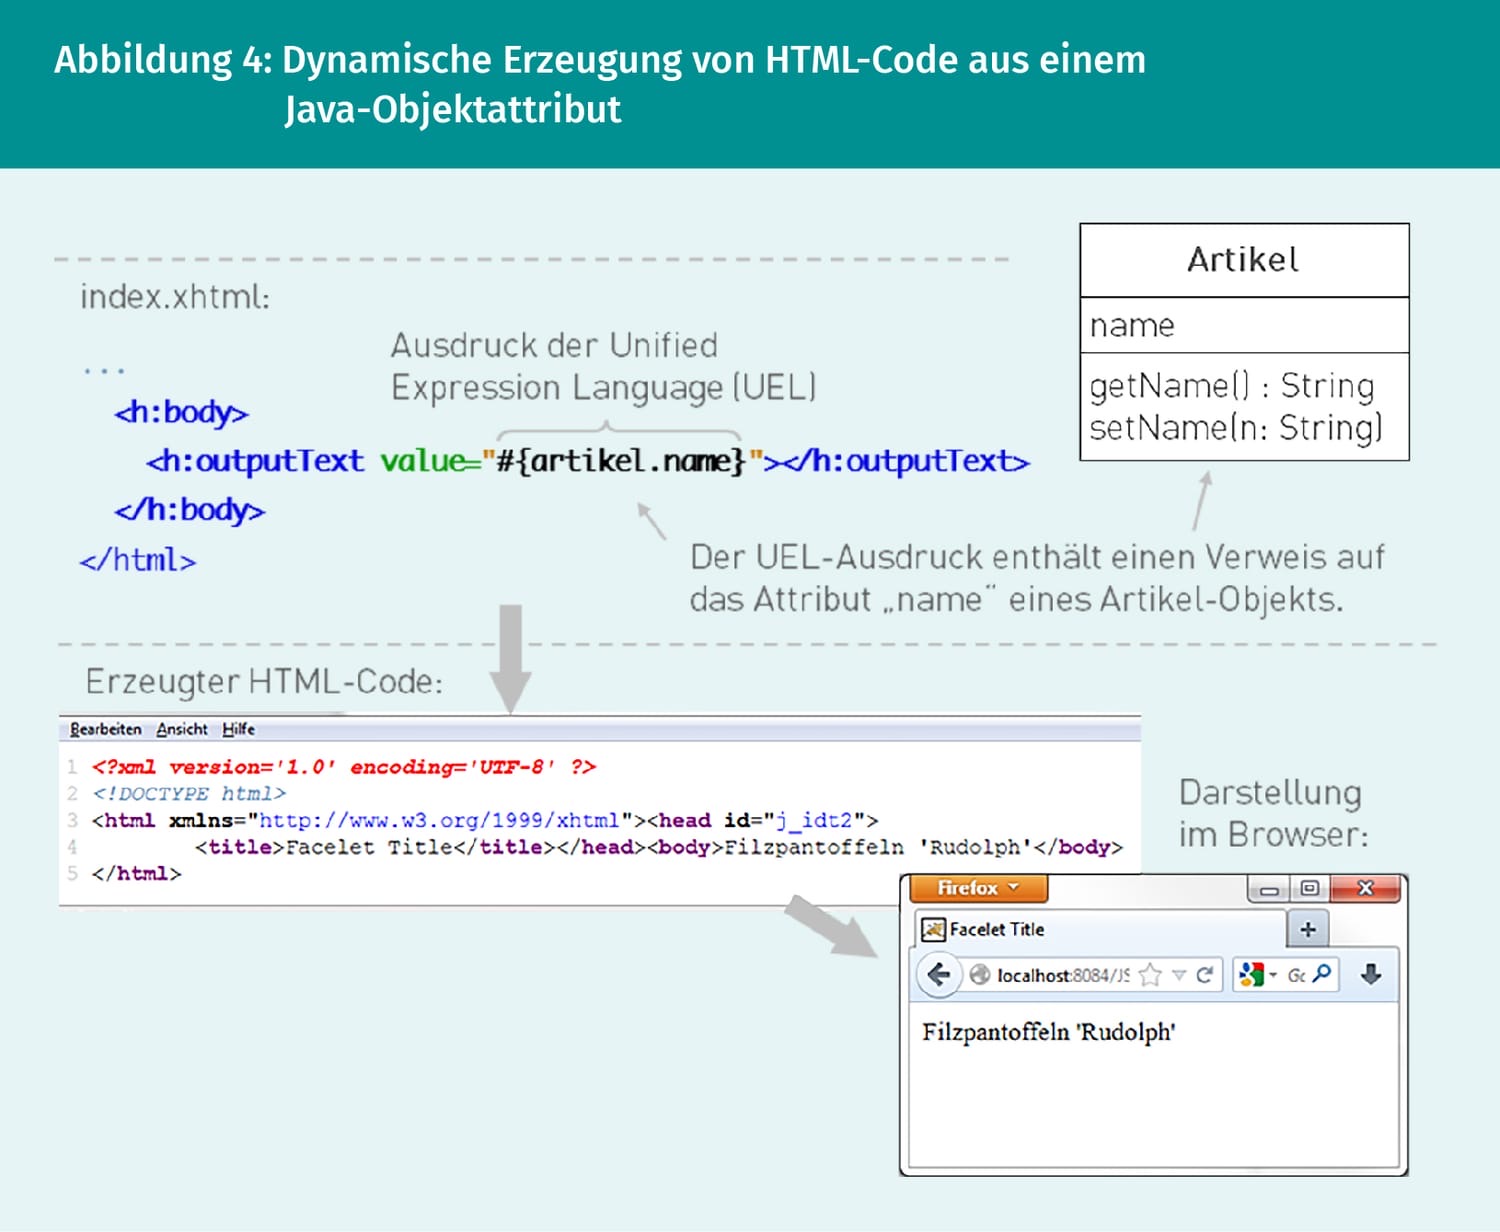 Abbildung 4: Dynamische Erzeugung von HTML-Code aus einem
Java-Objektattribut
index.xhtml:
Ausdruck der Unified
Expression Language (UEL)
...
<h:body>
<h:outputText value="#{artikel.name}"></h:outputText>
</h:body>
</html>
Artikel
name
getName() : String
setName(n: String)
Der UEL-Ausdruck enthält einen Verweis auf
das Attribut „name“ eines Artikel-Objekts.
Erzeugter HTML-Code:
Bearbeiten Ansicht Hilfe
1 <?xml version='1.0' encoding='UTF-8' ?>
2 <!DOCTYPE html>
3 <html xmlns="http://www.w3.org/1999/xhtml"><head id="j_idt2">
4 <title>Facelet Title</title></head><body>Filzpantoffeln 'Rudolph'</body>
5 </html>
Darstellung
im Browser:
Firefox
Facelet Title
localhost:8084/JS
Go
Filzpantoffeln 'Rudolph'